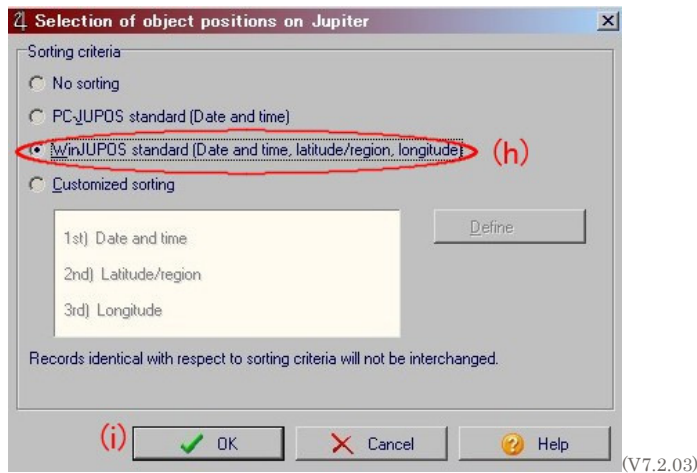 Selection of object positions on Jupiter
Sorting criteria
No sorting
PC-JUPOS standard (Date and time)
WinJUPOS standard (Date and time, latitude/region, longitude) (h)
Customized sorting
Define
1st) Date and time
2nd) Latitude/region
3rd) Longitude
Records identical with respect to sorting criteria will not be interchanged.
(i) OK Cancel Help
(V7.2.03)